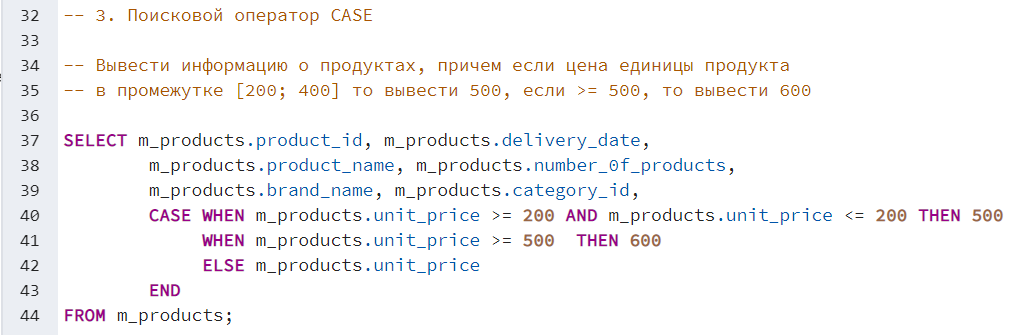 32 -- 3. Поисковой оператор CASE
33
34 -- Вывести информацию о продуктах, причем если цена единицы продукта
35 -- в промежутке [200; 400] то вывести 500, если >= 500, то вывести 600
36
37 SELECT m_products.product_id, m_products.delivery_date,
38 m_products.product_name, m_products.number_0f_products,
39 m_products.brand_name, m_products.category_id,
40 CASE WHEN m_products.unit_price >= 200 AND m_products.unit_price <= 200 THEN 500
41 WHEN m_products.unit_price >= 500 THEN 600
42 ELSE m_products.unit_price
43 END
44 FROM m_products;